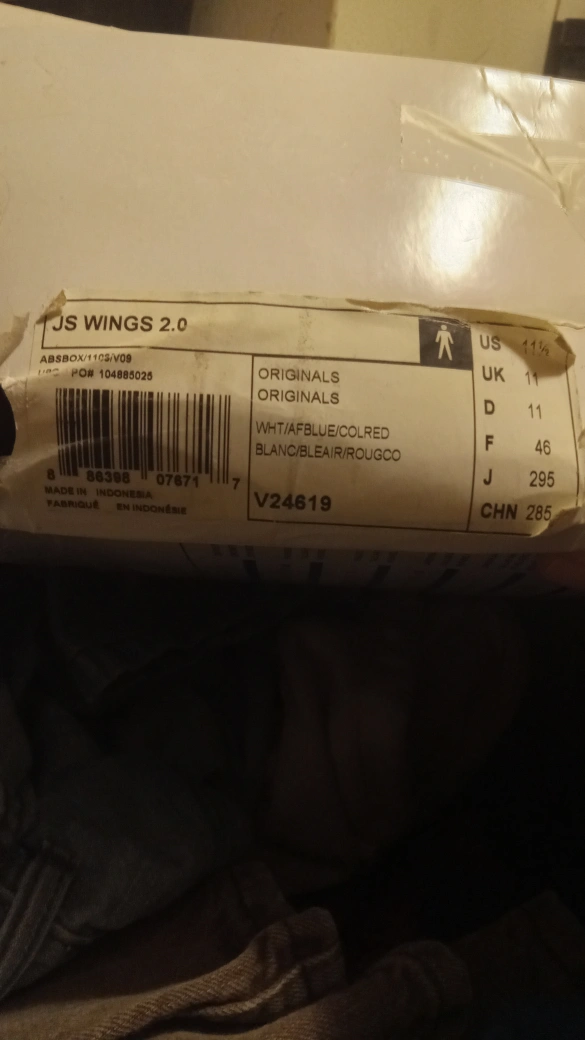 JS WINGS 2.0
ABSBOX/1103/V09
PO# 104885025
8 86398 07671 7
MADE IN INDONESIA
FABRIQUÉ EN INDONÉSIE
ORIGINALS
ORIGINALS
WHT/AFBLUE/COLRED
BLANC/BLEAIR/ROUGCO
V24619
US 11½
UK 11
D 11
F 46
J 295
CHN 285